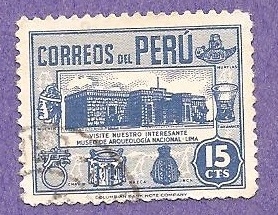 CORREOS DEL PERÚ
VISITE NUESTRO INTERESANTE
MUSEO DE ARQUEOLOGÍA NACIONAL - LIMA
15
CTS
COLUMBIAN BANK NOTE COMPANY